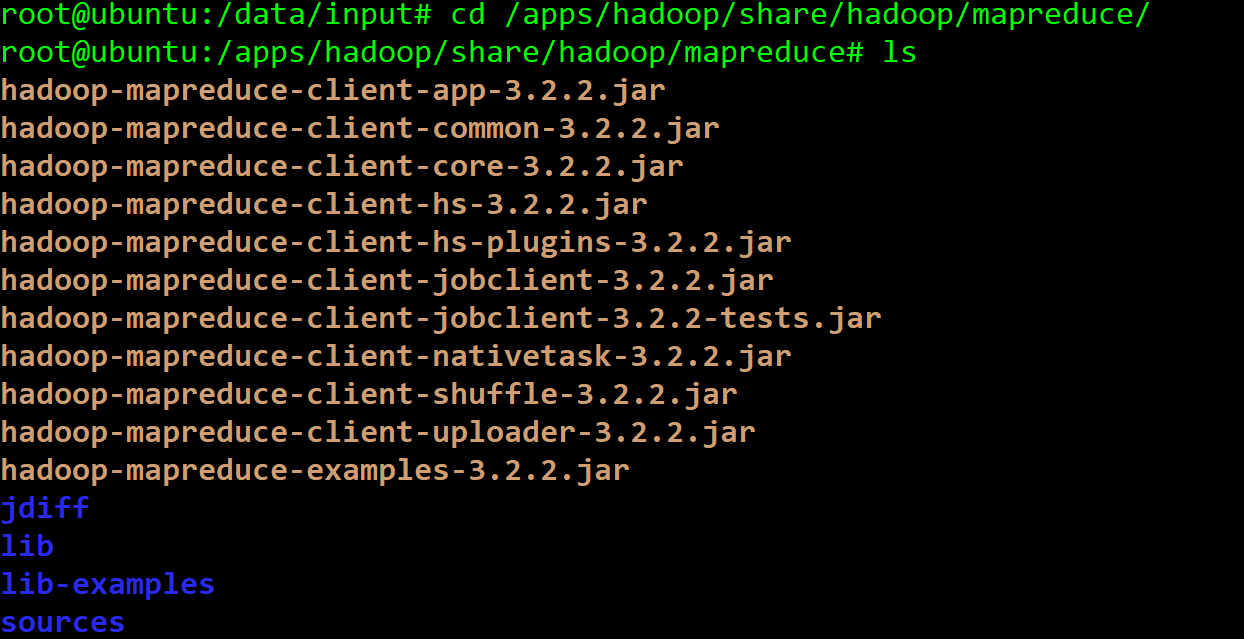 root@ubuntu:/data/input# cd /apps/hadoop/share/hadoop/mapreduce/
root@ubuntu:/apps/hadoop/share/hadoop/mapreduce# ls
hadoop-mapreduce-client-app-3.2.2.jar
hadoop-mapreduce-client-common-3.2.2.jar
hadoop-mapreduce-client-core-3.2.2.jar
hadoop-mapreduce-client-hs-3.2.2.jar
hadoop-mapreduce-client-hs-plugins-3.2.2.jar
hadoop-mapreduce-client-jobclient-3.2.2.jar
hadoop-mapreduce-client-jobclient-3.2.2-tests.jar
hadoop-mapreduce-client-nativetask-3.2.2.jar
hadoop-mapreduce-client-shuffle-3.2.2.jar
hadoop-mapreduce-client-uploader-3.2.2.jar
hadoop-mapreduce-examples-3.2.2.jar
jdiff
lib
lib-examples
sources